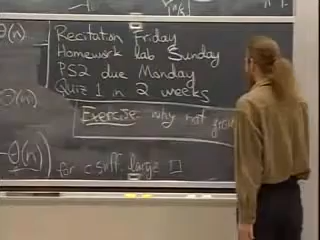 Θ(n)
Recitation Friday
Homework lab Sunday
PS2 due Monday
Quiz 1 in 2 weeks
Θ(n)
Exercise: why not
Θ(n)
for c suff. large □